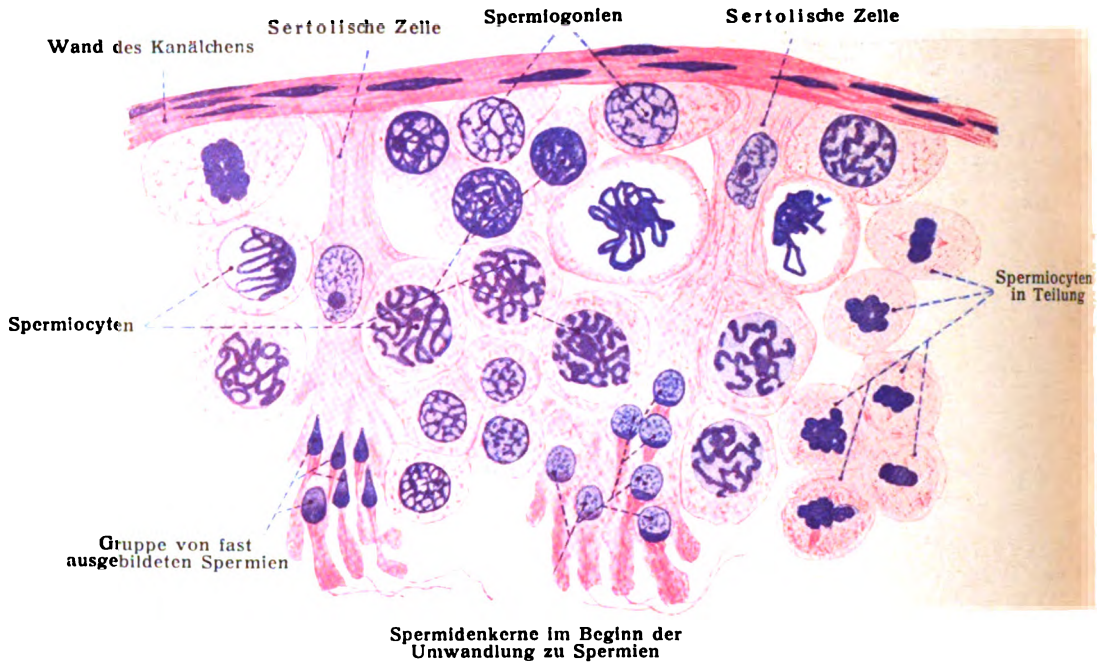 Spermiogonien
Sertolische Zelle
Sertolische Zelle
Wand des Kanälchens
Spermiocyten
in Teilung
Spermiocyten
Gruppe von fast
ausgebildeten Spermien
Spermidenkerne im Beginn der
Umwandlung zu Spermien